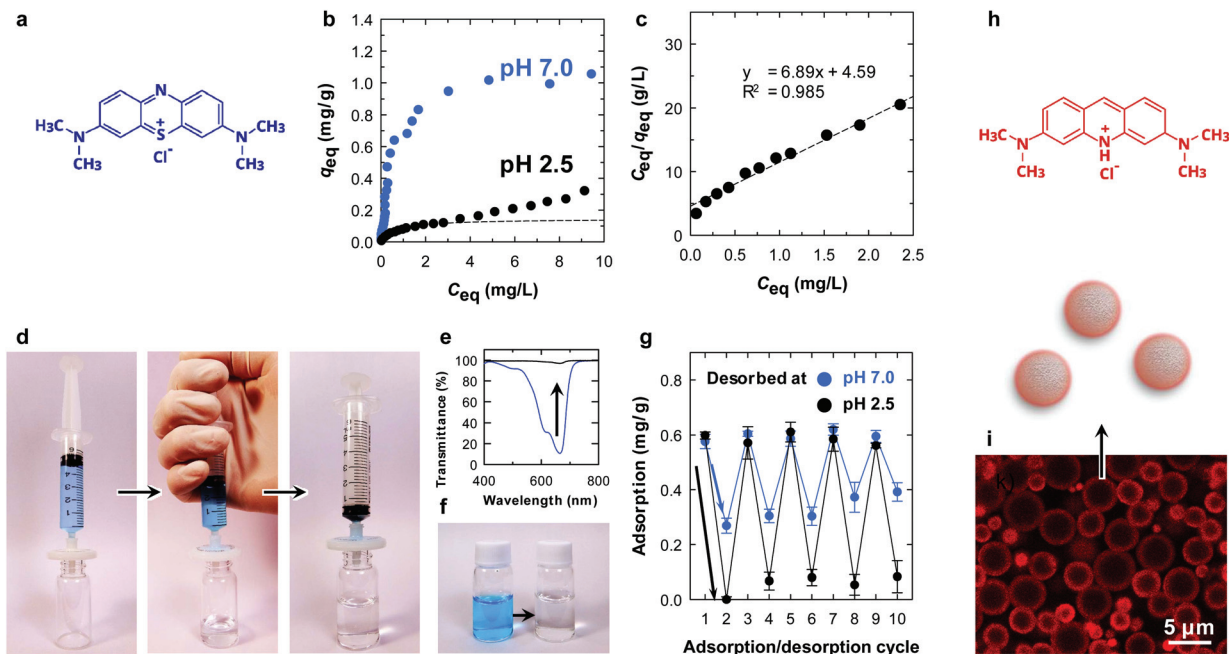 a
N
H3C
N
CH3
S
+
Cl-
N
CH3
CH3
b
1.4
1.2
1.0
0.8
0.6
0.4
0.2
0.0
qeq (mg/g)
pH 7.0
pH 2.5
0 2 4 6 8 10
Ceq (mg/L)
c
35
30
25
20
15
10
5
0
Ceq/qeq (g/L)
y = 6.89x + 4.59
R2 = 0.985
0.0 0.5 1.0 1.5 2.0 2.5
Ceq (mg/L)
h
H3C
N
CH3
+
N
H
Cl-
N
CH3
CH3
d
e
100
80
60
40
20
0
Transmittance (%)
400 600 800
Wavelength (nm)
f
g
0.8
0.6
0.4
0.2
0.0
Adsorption (mg/g)
Desorbed at pH 7.0
pH 2.5
1 2 3 4 5 6 7 8 9 10
Adsorption/desorption cycle
i
k)
5 µm